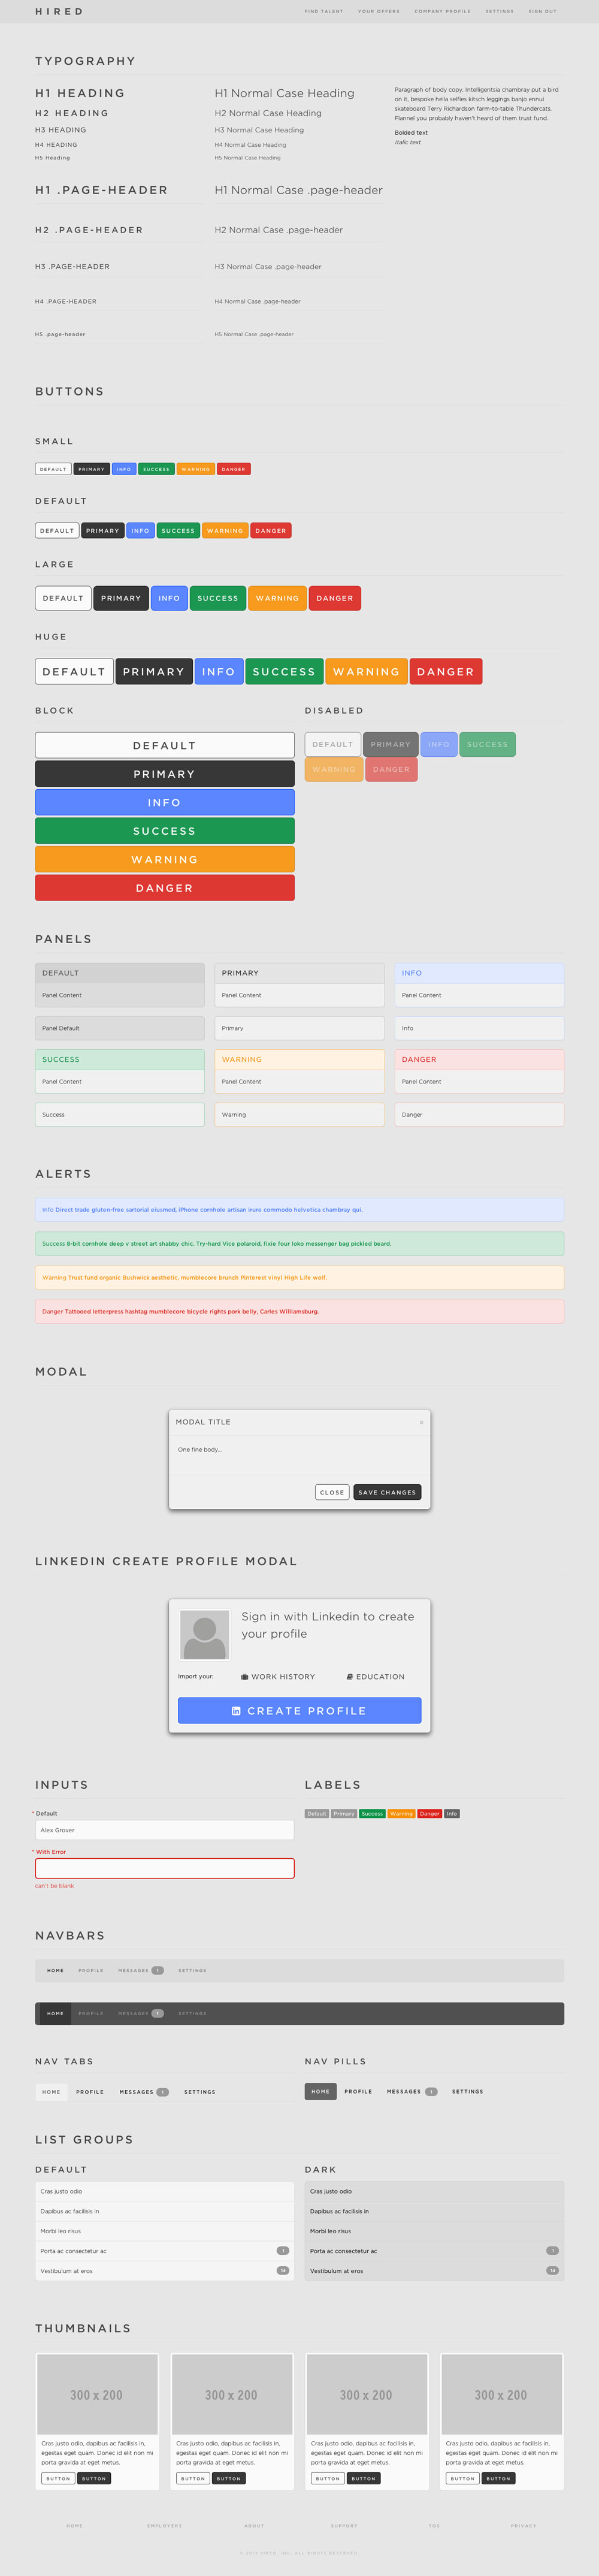 HIRED
FIND TALENT YOUR OFFERS COMPANY PROFILE SETTINGS SIGN OUT
TYPOGRAPHY
H1 HEADING
H2 HEADING
H3 HEADING
H4 HEADING
H5 Heading
H1 Normal Case Heading
H2 Normal Case Heading
H3 Normal Case Heading
H4 Normal Case Heading
H5 Normal Case Heading
Paragraph of body copy. Intelligentsia chambray put a bird
on it, bespoke hella selfies kitsch leggings banjo ennui
skateboard Terry Richardson farm-to-table Thundercats.
Flannel you probably haven't heard of them trust fund.
Bolded text
Italic text
H1 .PAGE-HEADER
H1 Normal Case .page-header
H2 .PAGE-HEADER
H2 Normal Case .page-header
H3 .PAGE-HEADER
H3 Normal Case .page-header
H4 .PAGE-HEADER
H4 Normal Case .page-header
H5 .page-header
H5 Normal Case .page-header
BUTTONS
SMALL
DEFAULT PRIMARY INFO SUCCESS WARNING DANGER
DEFAULT
DEFAULT PRIMARY INFO SUCCESS WARNING DANGER
LARGE
DEFAULT PRIMARY INFO SUCCESS WARNING DANGER
HUGE
DEFAULT PRIMARY INFO SUCCESS WARNING DANGER
BLOCK
DEFAULT
PRIMARY
INFO
SUCCESS
WARNING
DANGER
DISABLED
DEFAULT PRIMARY INFO SUCCESS
WARNING DANGER
PANELS
DEFAULT
Panel Content
PRIMARY
Panel Content
INFO
Panel Content
Panel Default
Primary
Info
SUCCESS
Panel Content
WARNING
Panel Content
DANGER
Panel Content
Success
Warning
Danger
ALERTS
Info Direct trade gluten-free sartorial eiusmod, iPhone cornhole artisan irure commodo helvetica chambray qui.
Success 8-bit cornhole deep v street art shabby chic. Try-hard Vice polaroid, fixie four loko messenger bag pickled beard.
Warning Trust fund organic Bushwick aesthetic, mumblecore brunch Pinterest vinyl High Life wolf.
Danger Tattooed letterpress hashtag mumblecore bicycle rights pork belly, Carles Williamsburg.
MODAL
MODAL TITLE ×
One fine body...
CLOSE SAVE CHANGES
LINKEDIN CREATE PROFILE MODAL
Sign in with Linkedin to create
your profile
Import your: WORK HISTORY EDUCATION
in CREATE PROFILE
INPUTS
* Default
Alex Grover
* With Error
can't be blank
LABELS
Default Primary Success Warning Danger Info
NAVBARS
HOME PROFILE MESSAGES 1 SETTINGS
HOME PROFILE MESSAGES 1 SETTINGS
NAV TABS
HOME PROFILE MESSAGES 1 SETTINGS
NAV PILLS
HOME PROFILE MESSAGES 1 SETTINGS
LIST GROUPS
DEFAULT
Cras justo odio
Dapibus ac facilisis in
Morbi leo risus
Porta ac consectetur ac 1
Vestibulum at eros 14
DARK
Cras justo odio
Dapibus ac facilisis in
Morbi leo risus
Porta ac consectetur ac 1
Vestibulum at eros 14
THUMBNAILS
300 x 200
Cras justo odio, dapibus ac facilisis in,
egestas eget quam. Donec id elit non mi
porta gravida at eget metus.
BUTTON BUTTON
300 x 200
Cras justo odio, dapibus ac facilisis in,
egestas eget quam. Donec id elit non mi
porta gravida at eget metus.
BUTTON BUTTON
300 x 200
Cras justo odio, dapibus ac facilisis in,
egestas eget quam. Donec id elit non mi
porta gravida at eget metus.
BUTTON BUTTON
300 x 200
Cras justo odio, dapibus ac facilisis in,
egestas eget quam. Donec id elit non mi
porta gravida at eget metus.
BUTTON BUTTON
HOME EMPLOYERS ABOUT SUPPORT TOS PRIVACY
HIRED, INC. ALL RIGHTS RESERVED.